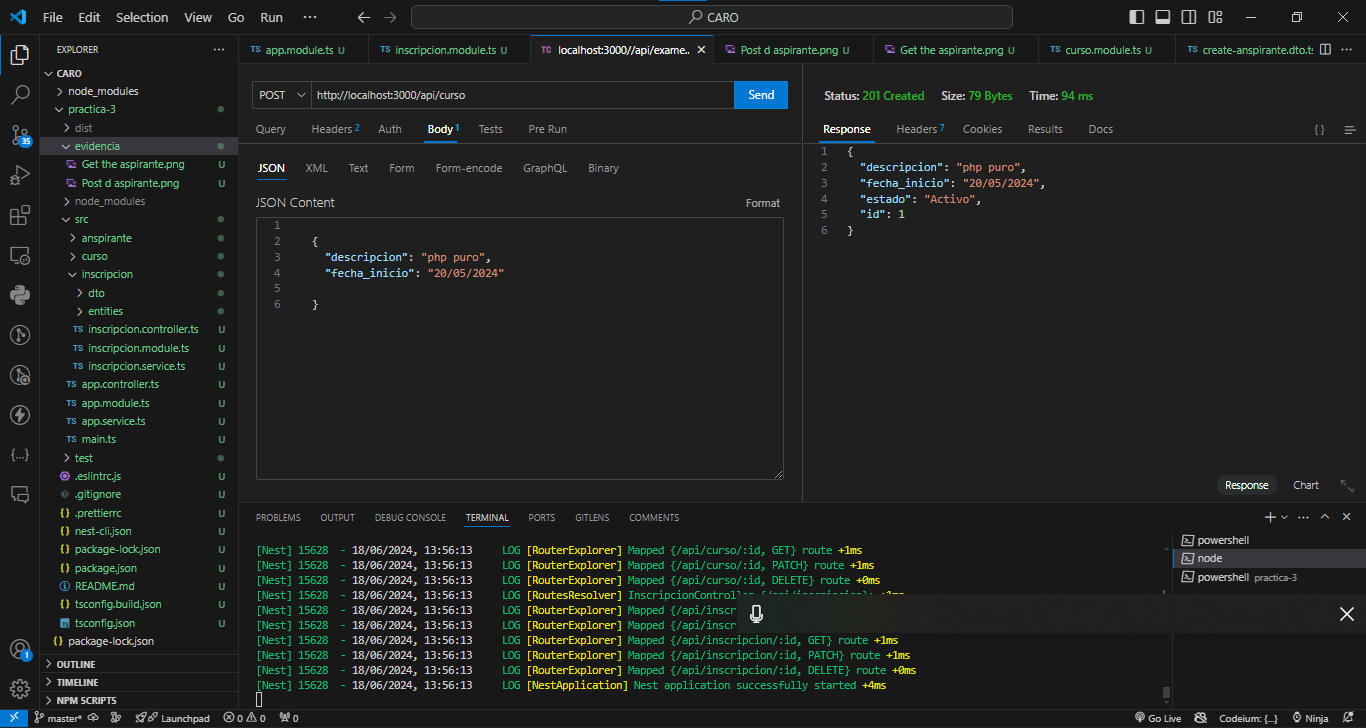 File Edit Selection View Go Run ··· CARO
EXPLORER ···
CARO
node_modules
practica-3
dist
evidencia
Get the aspirante.png U
Post d aspirante.png U
node_modules
src
anspirante
curso
inscripcion
dto
entities
TS inscripcion.controller.ts U
TS inscripcion.module.ts U
TS inscripcion.service.ts U
TS app.controller.ts U
TS app.module.ts U
TS app.service.ts U
TS main.ts U
test
.eslintrc.js U
.gitignore U
.prettierrc U
nest-cli.json U
package-lock.json U
package.json U
README.md U
tsconfig.build.json U
tsconfig.json U
package-lock.json
OUTLINE
TIMELINE
NPM SCRIPTS
35
1
TS app.module.ts U TS inscripcion.module.ts U TC localhost:3000//api/exame.. Post d aspirante.png U Get the aspirante.png U TS curso.module.ts U TS create-anspirante.dto.ts
POST http://localhost:3000/api/curso Send
Query Headers 2 Auth Body 1 Tests Pre Run
JSON XML Text Form Form-encode GraphQL Binary
JSON Content Format
1
2 {
3 "descripcion": "php puro",
4 "fecha_inicio": "20/05/2024"
5
6 }
Status: 201 Created Size: 79 Bytes Time: 94 ms
Response Headers 7 Cookies Results Docs { }
1 {
2 "descripcion": "php puro",
3 "fecha_inicio": "20/05/2024",
4 "estado": "Activo",
5 "id": 1
6 }
Response Chart
PROBLEMS OUTPUT DEBUG CONSOLE TERMINAL PORTS GITLENS COMMENTS
[Nest] 15628 - 18/06/2024, 13:56:13 LOG [RouterExplorer] Mapped {/api/curso/:id, GET} route +1ms
[Nest] 15628 - 18/06/2024, 13:56:13 LOG [RouterExplorer] Mapped {/api/curso/:id, PATCH} route +1ms
[Nest] 15628 - 18/06/2024, 13:56:13 LOG [RouterExplorer] Mapped {/api/curso/:id, DELETE} route +0ms
[Nest] 15628 - 18/06/2024, 13:56:13 LOG [RoutesResolver] InscripcionController
[Nest] 15628 - 18/06/2024, 13:56:13 LOG [RouterExplorer] Mapped {/api/inscr
[Nest] 15628 - 18/06/2024, 13:56:13 LOG [RouterExplorer] Mapped {/api/inscr
[Nest] 15628 - 18/06/2024, 13:56:13 LOG [RouterExplorer] Mapped {/api/inscripcion/:id, GET} route +1ms
[Nest] 15628 - 18/06/2024, 13:56:13 LOG [RouterExplorer] Mapped {/api/inscripcion/:id, PATCH} route +1ms
[Nest] 15628 - 18/06/2024, 13:56:13 LOG [RouterExplorer] Mapped {/api/inscripcion/:id, DELETE} route +0ms
[Nest] 15628 - 18/06/2024, 13:56:13 LOG [NestApplication] Nest application successfully started +4ms
powershell
node
powershell practica-3
master* Launchpad 0 0 0 Go Live Codeium: {...} Ninja